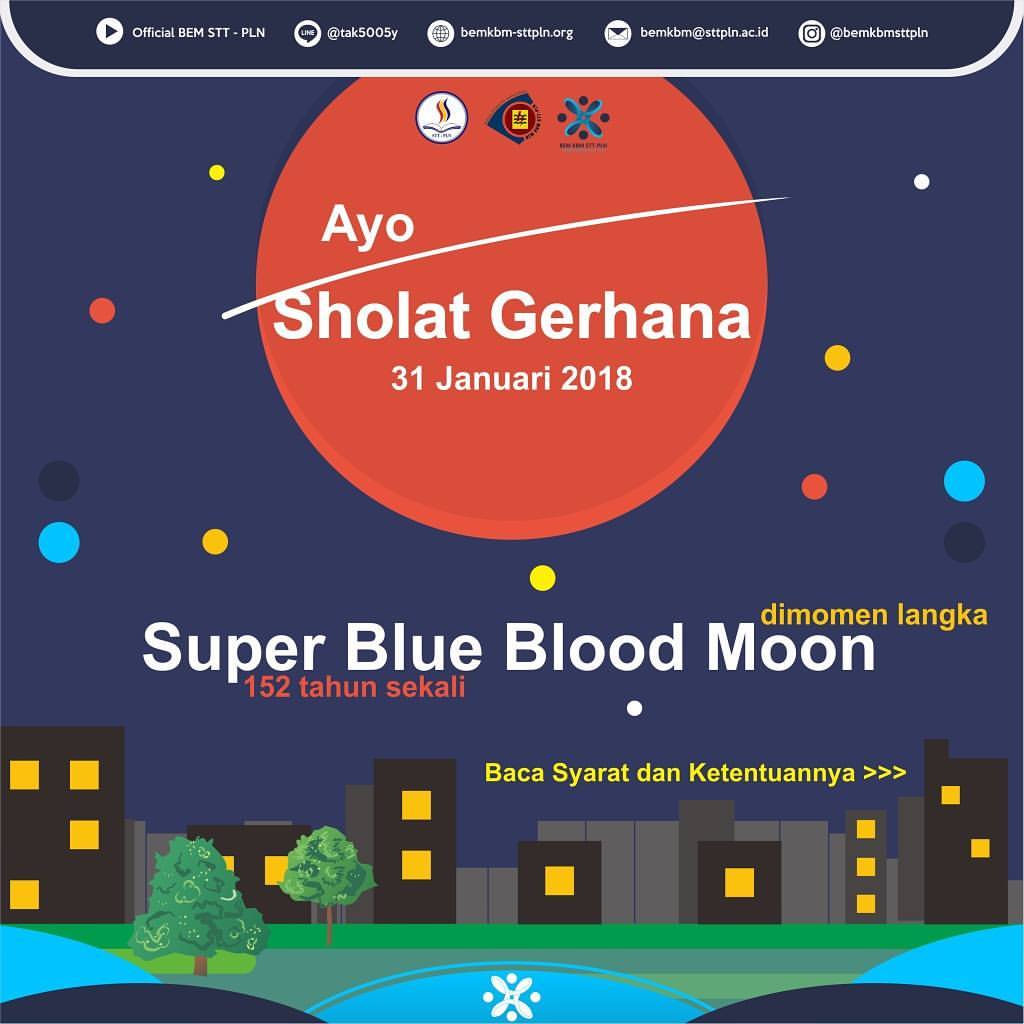 Official BEM STT - PLN
LINE
@tak5005y
bemkbm-sttpln.org
bemkbm@sttpln.ac.id
@bemkbmsttpln
STT - PLN
BEM KBM STT-PLN
Ayo
Sholat Gerhana
31 Januari 2018
dimomen langka
Super Blue Blood Moon
152 tahun sekali
Baca Syarat dan Ketentuannya >>>